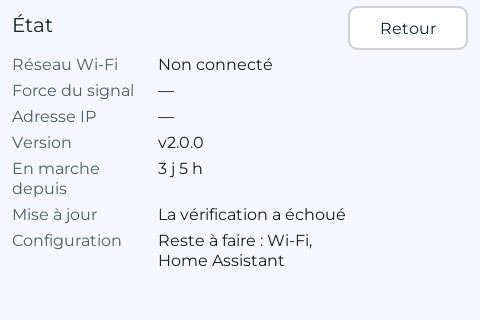 État
Retour
Réseau Wi-Fi Non connecté
Force du signal —
Adresse IP —
Version v2.0.0
En marche depuis 3 j 5 h
Mise à jour La vérification a échoué
Configuration Reste à faire : Wi-Fi,
Home Assistant